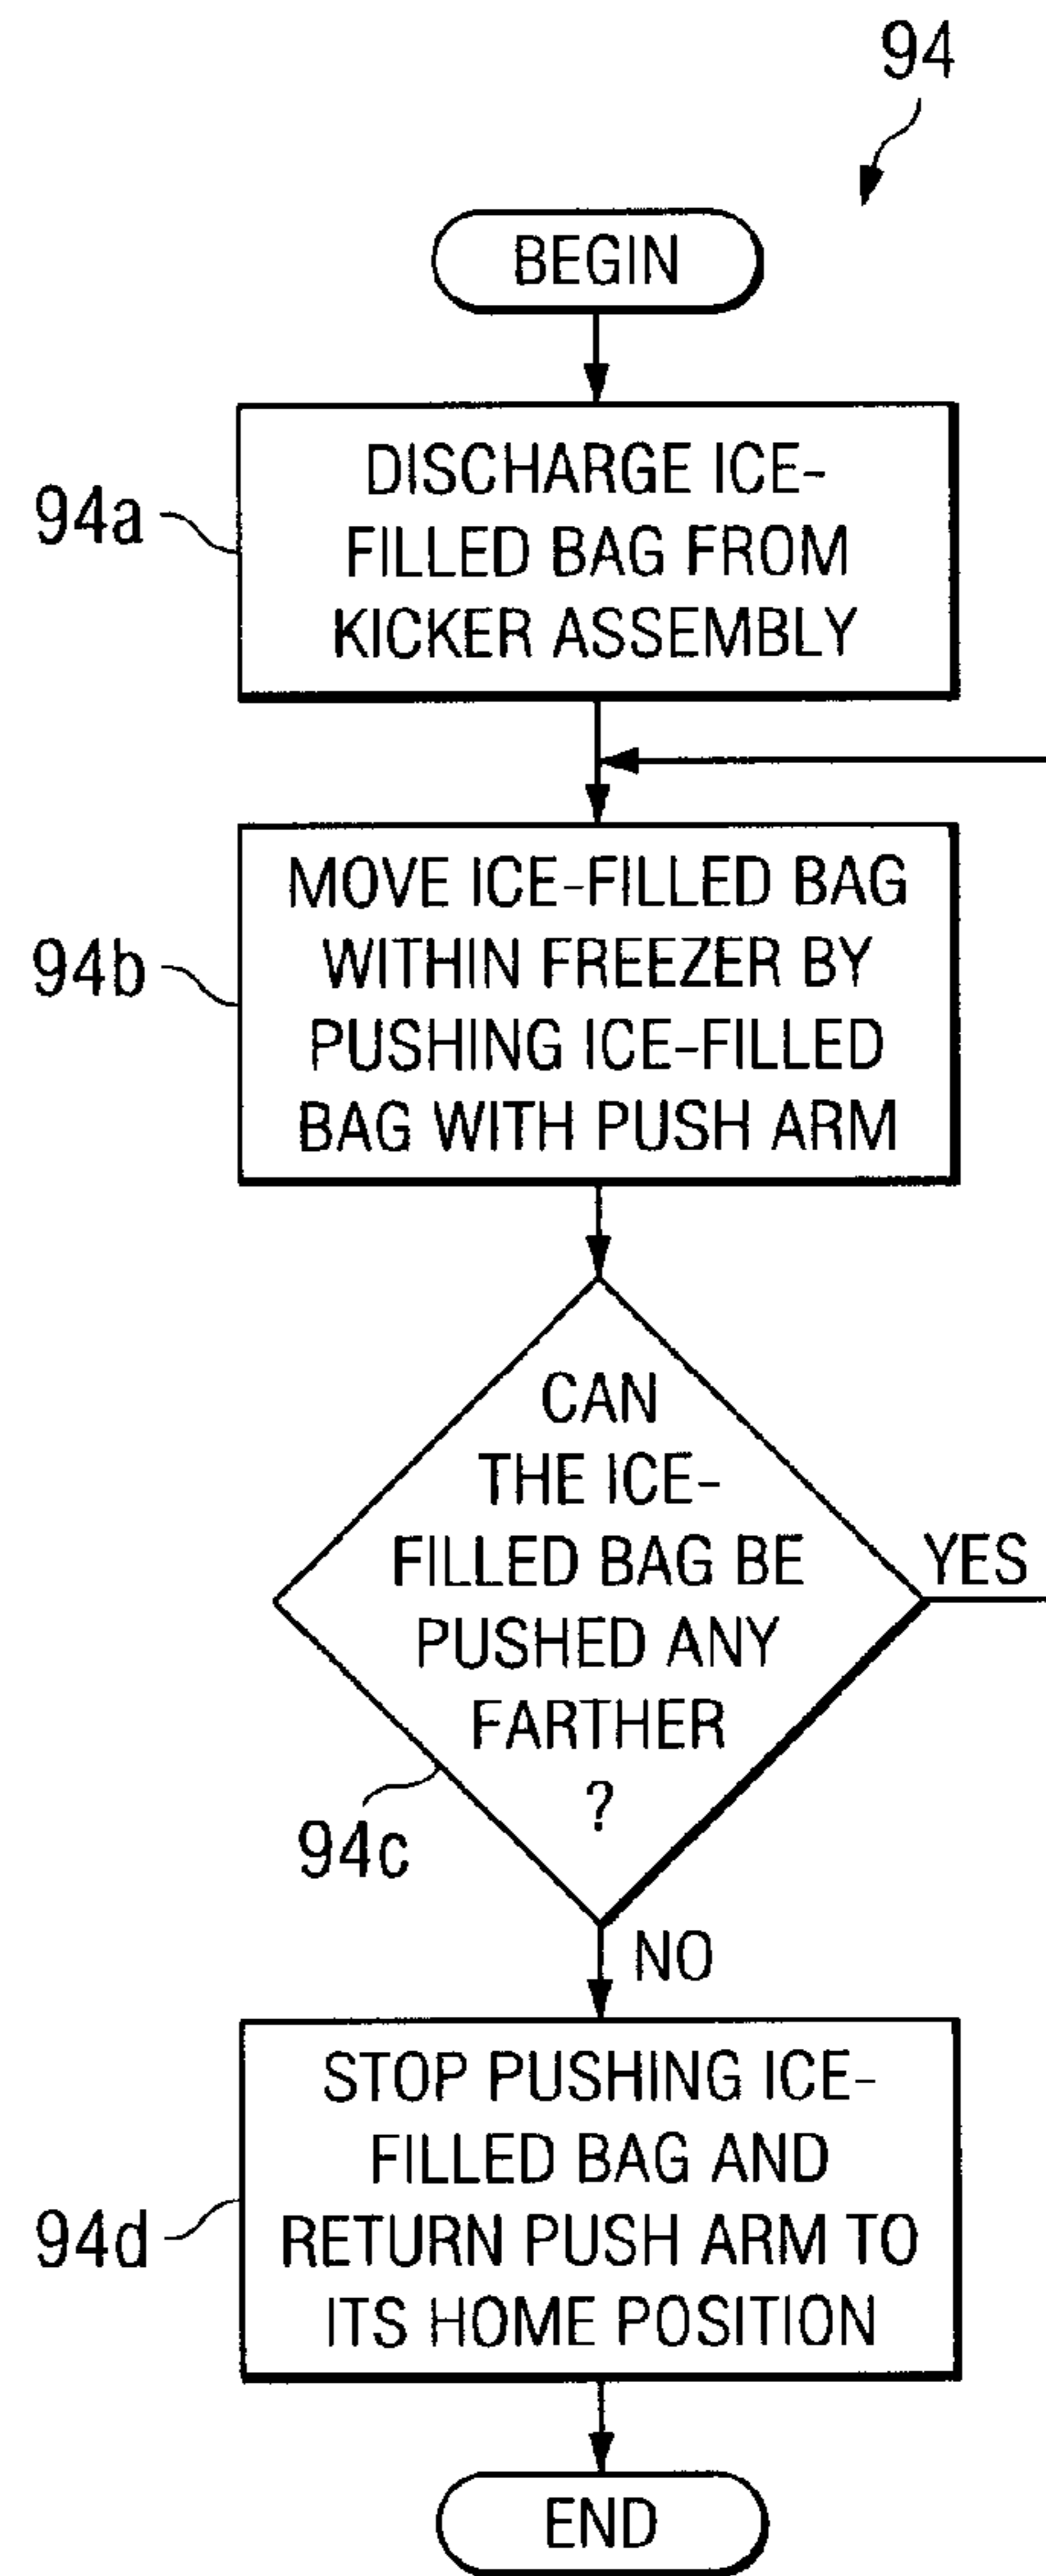 94
BEGIN
94a
DISCHARGE ICE-
FILLED BAG FROM
KICKER ASSEMBLY
94b
MOVE ICE-FILLED BAG
WITHIN FREEZER BY
PUSHING ICE-FILLED
BAG WITH PUSH ARM
CAN
THE ICE-
FILLED BAG BE
PUSHED ANY
FARTHER
?
YES
94c
NO
94d
STOP PUSHING ICE-
FILLED BAG AND
RETURN PUSH ARM TO
ITS HOME POSITION
END